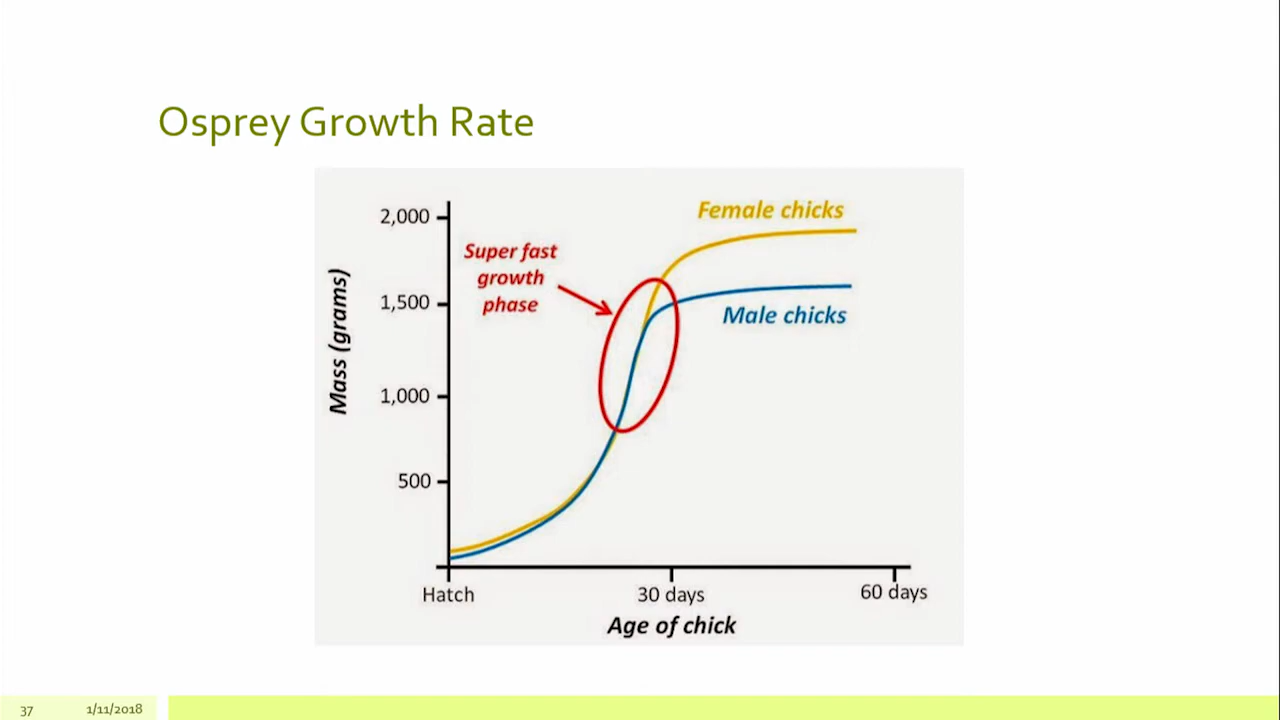 Osprey Growth Rate
Female chicks
2,000
Super fast
growth
phase
1,500
Male chicks
Mass (grams)
1,000
500
Hatch
30 days
60 days
Age of chick
37
1/11/2018